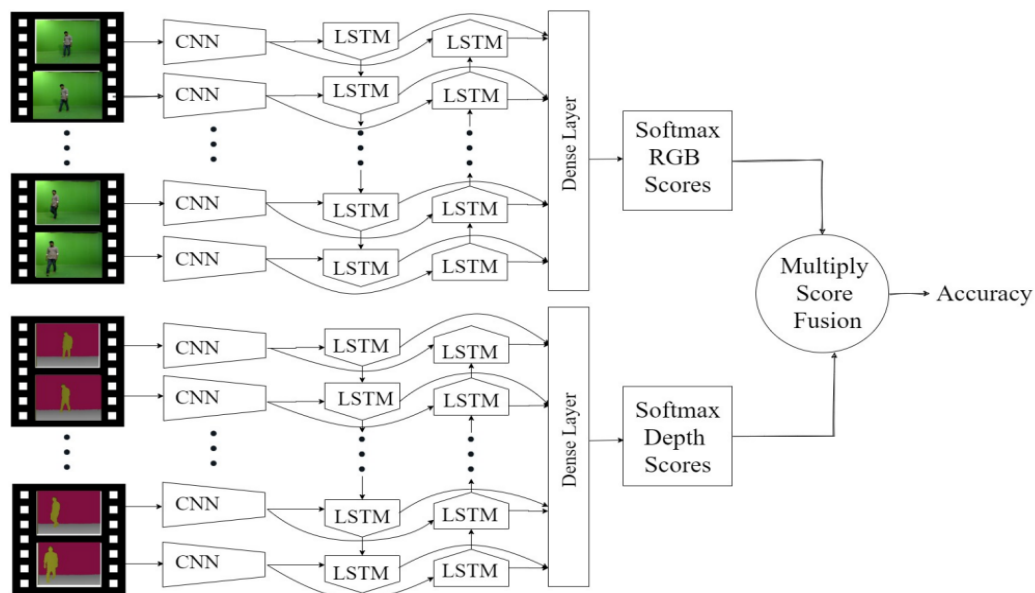 CNN
LSTM
LSTM
CNN
LSTM
LSTM
CNN
LSTM
LSTM
CNN
LSTM
LSTM
Dense Layer
Softmax
RGB
Scores
Multiply
Score
Fusion
Accuracy
CNN
LSTM
LSTM
CNN
LSTM
LSTM
CNN
LSTM
LSTM
CNN
LSTM
LSTM
Dense Layer
Softmax
Depth
Scores